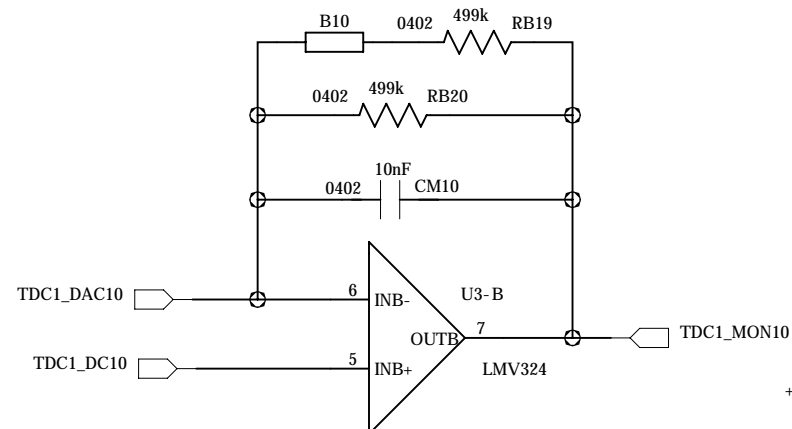 B10
0402
499k
RB19
0402
499k
RB20
0402
10nF
CM10
TDC1_DAC10
6
INB-
U3-B
OUTB
7
TDC1_MON10
TDC1_DC10
5
INB+
LMV324
+